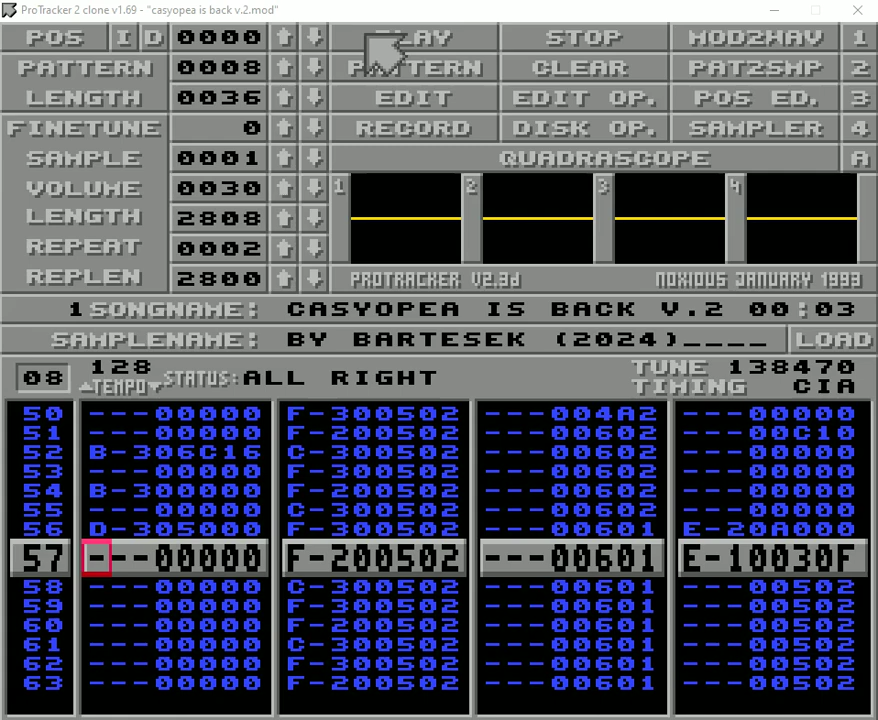 ProTracker 2 clone v1.69 - "casyopea is back v.2.mod"
POS I D 0000 PLAY STOP MOD2WAV 1
PATTERN 0008 PATTERN CLEAR PAT2SMP 2
LENGTH 0036 EDIT EDIT OP. POS ED. 3
FINETUNE 0 RECORD DISK OP. SAMPLER 4
SAMPLE 0001 QUADRASCOPE A
VOLUME 0030 1 2 3 4
LENGTH 2808
REPEAT 0002
REPLEN 2800 PROTRACKER V2.3d NOXIOUS JANUARY 1993
1 SONGNAME: CASYOPEA IS BACK V.2 00:03
SAMPLENAME: BY BARTESEK (2024)____ LOAD
08 128 TEMPO STATUS: ALL RIGHT TUNE 138470
TIMING CIA
50 ---00000 F-300502 ---004A2 ---00000
51 ---00000 F-200502 ---00602 ---00C10
52 B-306C16 C-300502 ---00602 ---00000
53 ---00000 F-300502 ---00602 ---00000
54 B-300000 F-200502 ---00602 ---00000
55 ---00000 C-300502 ---00602 ---00000
56 D-305000 F-300502 ---00601 E-20A000
57 ---00000 F-200502 ---00601 E-10030F
58 ---00000 C-300502 ---00601 ---00502
59 ---00000 F-300502 ---00601 ---00502
60 ---00000 F-200502 ---00601 ---00502
61 ---00000 C-300502 ---00601 ---00502
62 ---00000 F-300502 ---00601 ---00502
63 ---00000 F-200502 ---00601 ---00502